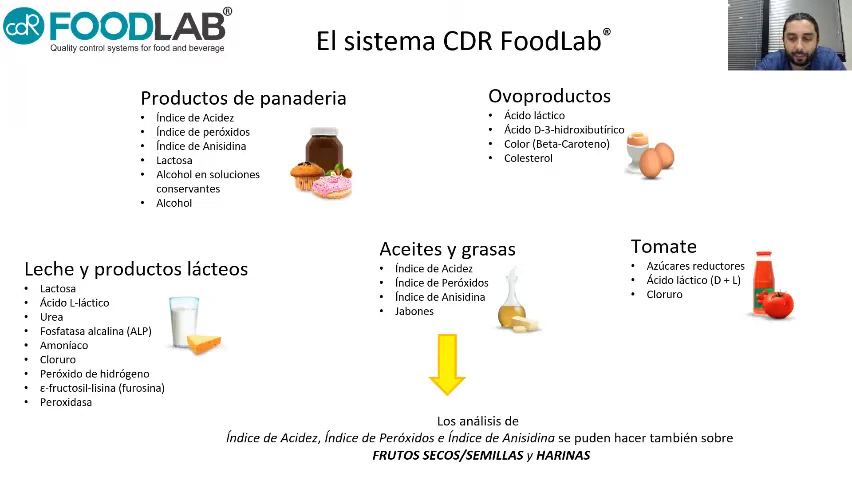 cdR FOODLAB®
Quality control systems for food and beverage
El sistema CDR FoodLab®
Productos de panaderia
• Índice de Acidez
• Índice de peróxidos
• Índice de Anisidina
• Lactosa
• Alcohol en soluciones
conservantes
• Alcohol
Ovoproductos
• Ácido láctico
• Ácido D-3-hidroxibutírico
• Color (Beta-Caroteno)
• Colesterol
Leche y productos lácteos
• Lactosa
• Ácido L-láctico
• Urea
• Fosfatasa alcalina (ALP)
• Amoníaco
• Cloruro
• Peróxido de hidrógeno
• ε-fructosil-lisina (furosina)
• Peroxidasa
Aceites y grasas
• Índice de Acidez
• Índice de Peróxidos
• Índice de Anisidina
• Jabones
Tomate
• Azúcares reductores
• Ácido láctico (D + L)
• Cloruro
Los análisis de
Índice de Acidez, Índice de Peróxidos e Índice de Anisidina se puden hacer también sobre
FRUTOS SECOS/SEMILLAS y HARINAS